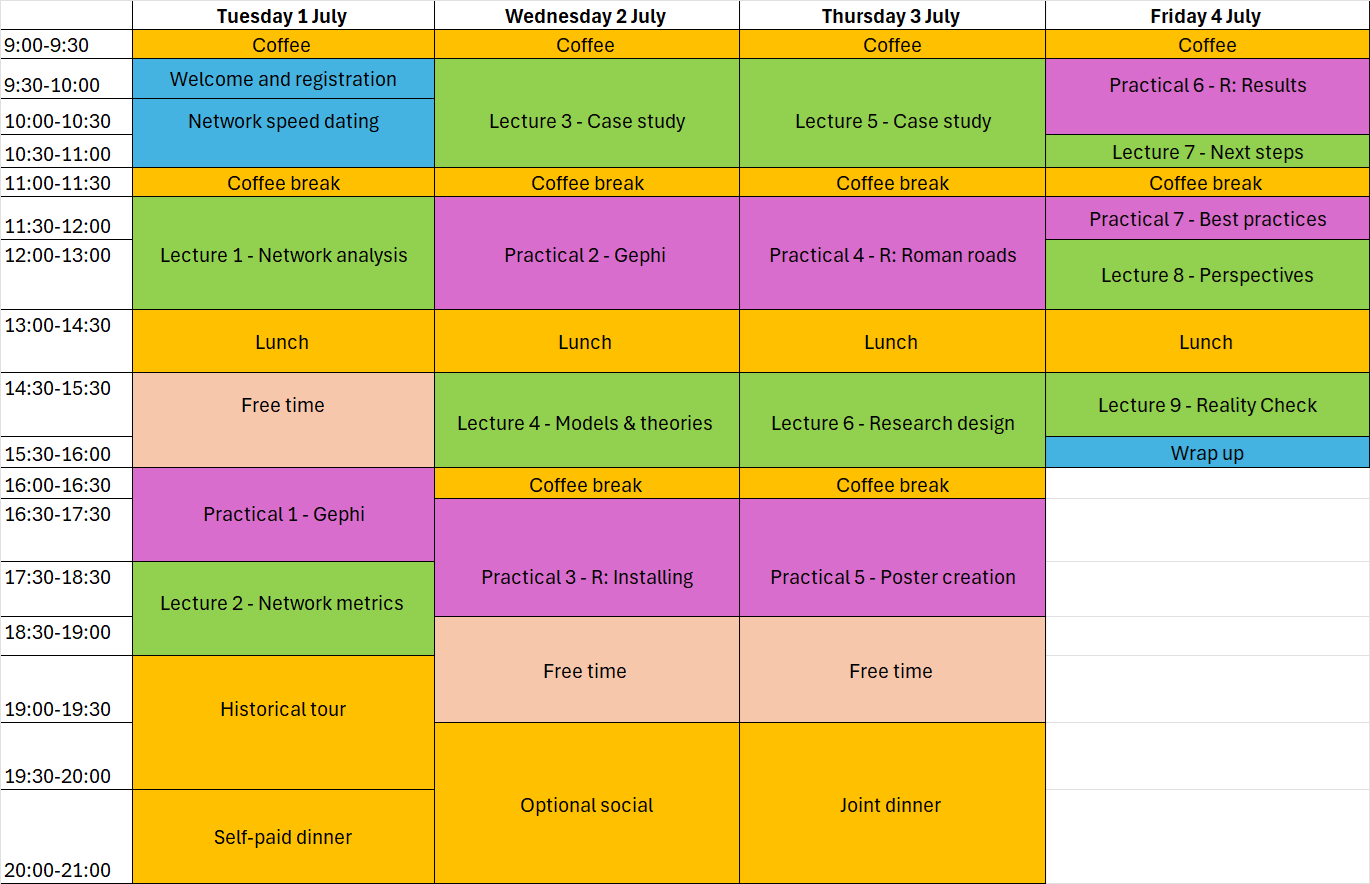 Tuesday 1 July Wednesday 2 July Thursday 3 July Friday 4 July
9:00-9:30 Coffee Coffee Coffee Coffee
9:30-10:00 Welcome and registration Practical 6 - R: Results
10:00-10:30 Network speed dating Lecture 3 - Case study Lecture 5 - Case study
10:30-11:00 Lecture 7 - Next steps
11:00-11:30 Coffee break Coffee break Coffee break Coffee break
11:30-12:00 Practical 7 - Best practices
12:00-13:00 Lecture 1 - Network analysis Practical 2 - Gephi Practical 4 - R: Roman roads Lecture 8 - Perspectives
13:00-14:30 Lunch Lunch Lunch Lunch
14:30-15:30 Free time Lecture 4 - Models & theories Lecture 6 - Research design Lecture 9 - Reality Check
15:30-16:00 Wrap up
16:00-16:30 Coffee break Coffee break
16:30-17:30 Practical 1 - Gephi
17:30-18:30 Lecture 2 - Network metrics Practical 3 - R: Installing Practical 5 - Poster creation
18:30-19:00 Free time Free time
19:00-19:30 Historical tour
19:30-20:00 Optional social Joint dinner
20:00-21:00 Self-paid dinner